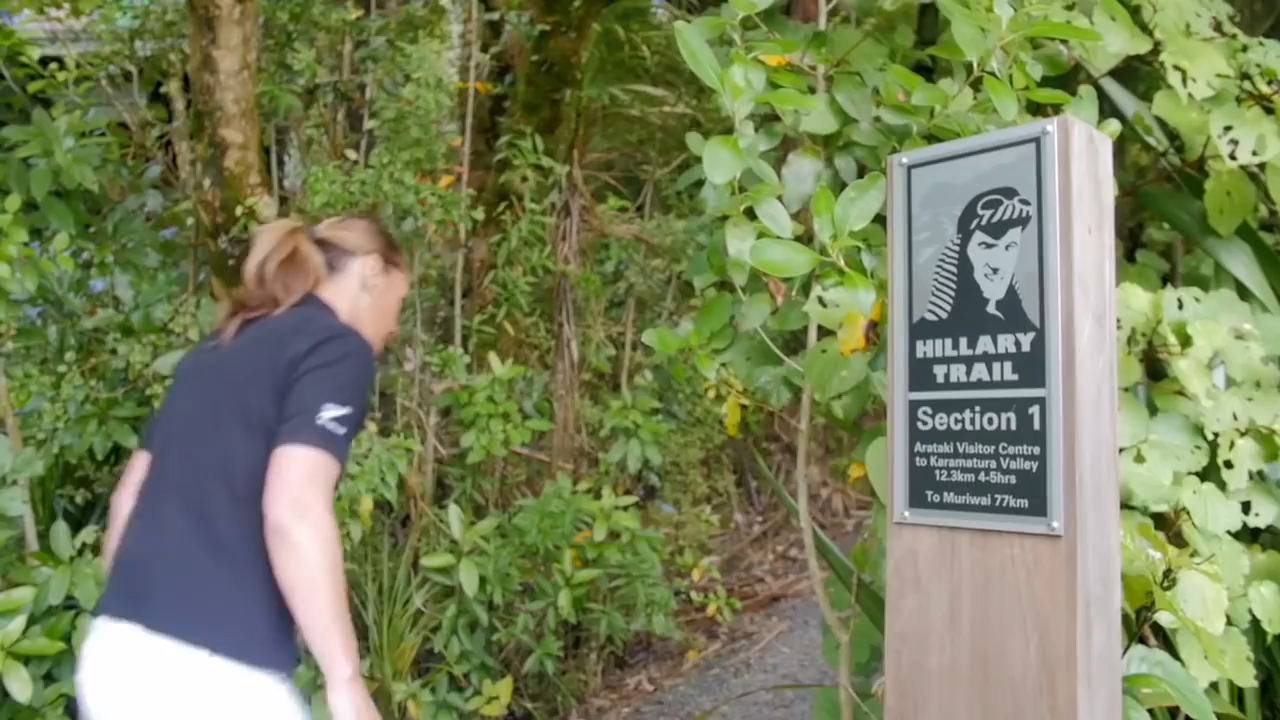 HILLARY
TRAIL
Section 1
Arataki Visitor Centre
to Karamatura Valley
12.3km 4-5hrs
To Muriwai 77km